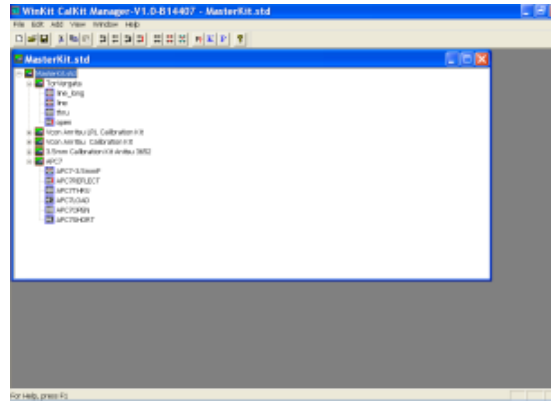 WinKit CalKit Manager-V1.0-B14407 - MasterKit.std
File Edit Add View Window Help
MasterKit.std
MasterKit.std
TorVergata
line_long
line
thru
open
Vcon Anritsu LRL Calibration Kit
Vcon Anritsu Calibration Kit
3.5mm Calibration Kit Anritsu 3652
APC7
APC7-3.5mmF
APC7REFLECT
APC7THRU
APC7LOAD
APC7OPEN
APC7SHORT
For Help, press F1